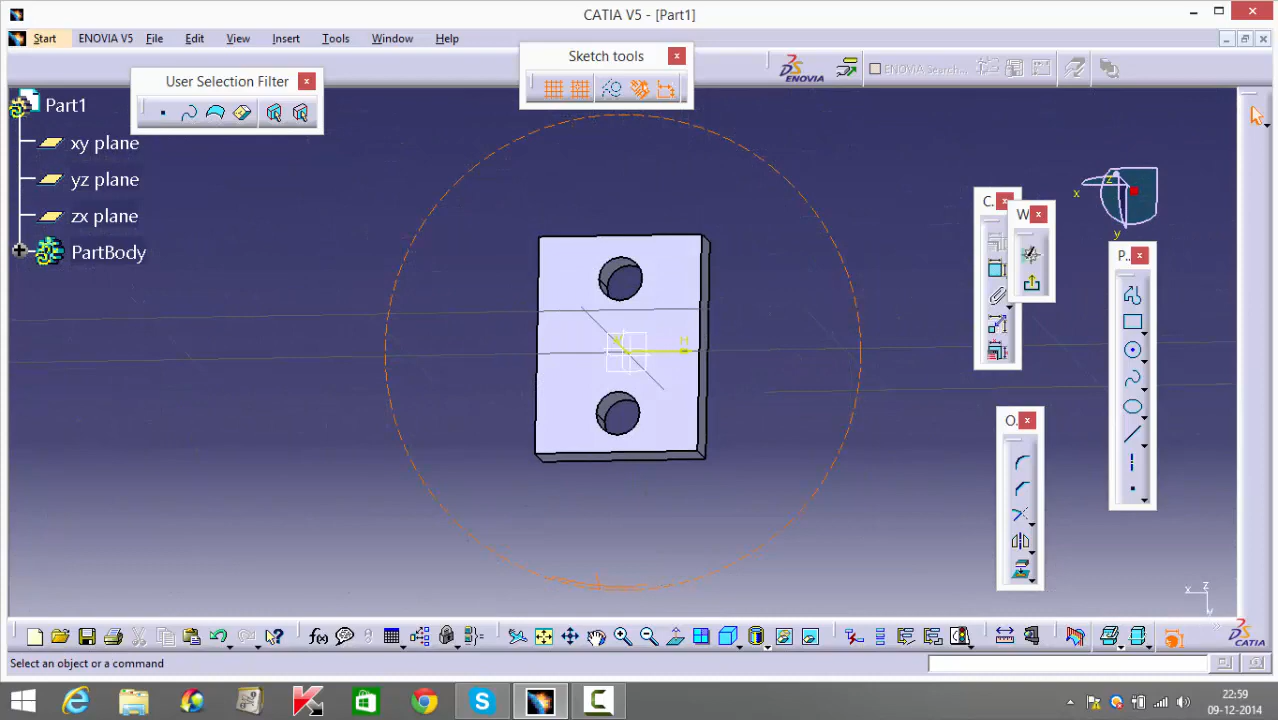 CATIA V5 - [Part1]
Start ENOVIA V5 File Edit View Insert Tools Window Help
Sketch tools
User Selection Filter
ENOVIA
ENOVIA Search...
Part1
xy plane
yz plane
zx plane
PartBody
z
x
y
C.
W
P...
H
O.
f(x)
x z
y
CATIA
Select an object or a command
22:59
09-12-2014